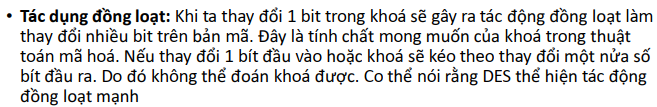 • Tác dụng đồng loạt: Khi ta thay đổi 1 bit trong khoá sẽ gây ra tác động đồng loạt làm
thay đổi nhiều bit trên bản mã. Đây là tính chất mong muốn của khoá trong thuật
toán mã hoá. Nếu thay đổi 1 bít đầu vào hoặc khoá sẽ kéo theo thay đổi một nửa số
bít đầu ra. Do đó không thể đoán khoá được. Co thể nói rằng DES thể hiện tác động
đồng loạt mạnh